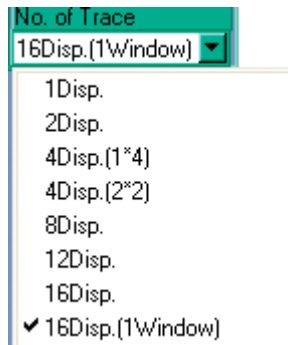 No. of Trace
16Disp.(1Window)
1Disp.
2Disp.
4Disp.(1*4)
4Disp.(2*2)
8Disp.
12Disp.
16Disp.
✔16Disp.(1Window)